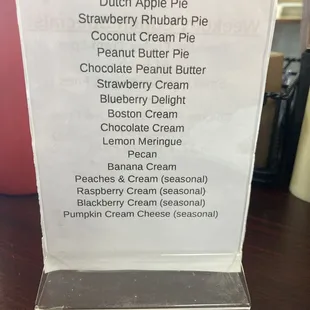 Dutch Apple Pie
Strawberry Rhubarb Pie
Coconut Cream Pie
Peanut Butter Pie
Chocolate Peanut Butter
Strawberry Cream
Blueberry Delight
Boston Cream
Chocolate Cream
Lemon Meringue
Pecan
Banana Cream
Peaches & Cream (seasonal)
Raspberry Cream (seasonal)
Blackberry Cream (seasonal)
Pumpkin Cream Cheese (seasonal)